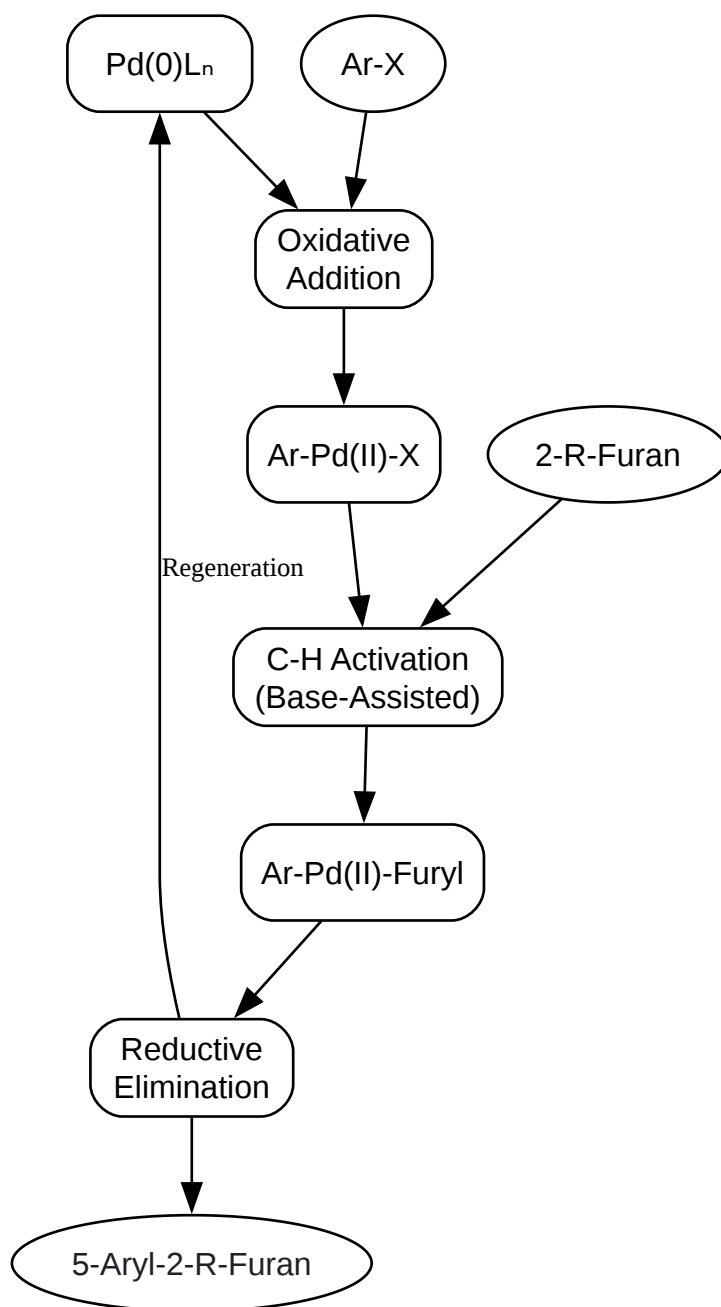 Pd(0)Lₙ
Ar-X
Oxidative
Addition
Ar-Pd(II)-X
2-R-Furan
Regeneration
C-H Activation
(Base-Assisted)
Ar-Pd(II)-Furyl
Reductive
Elimination
5-Aryl-2-R-Furan